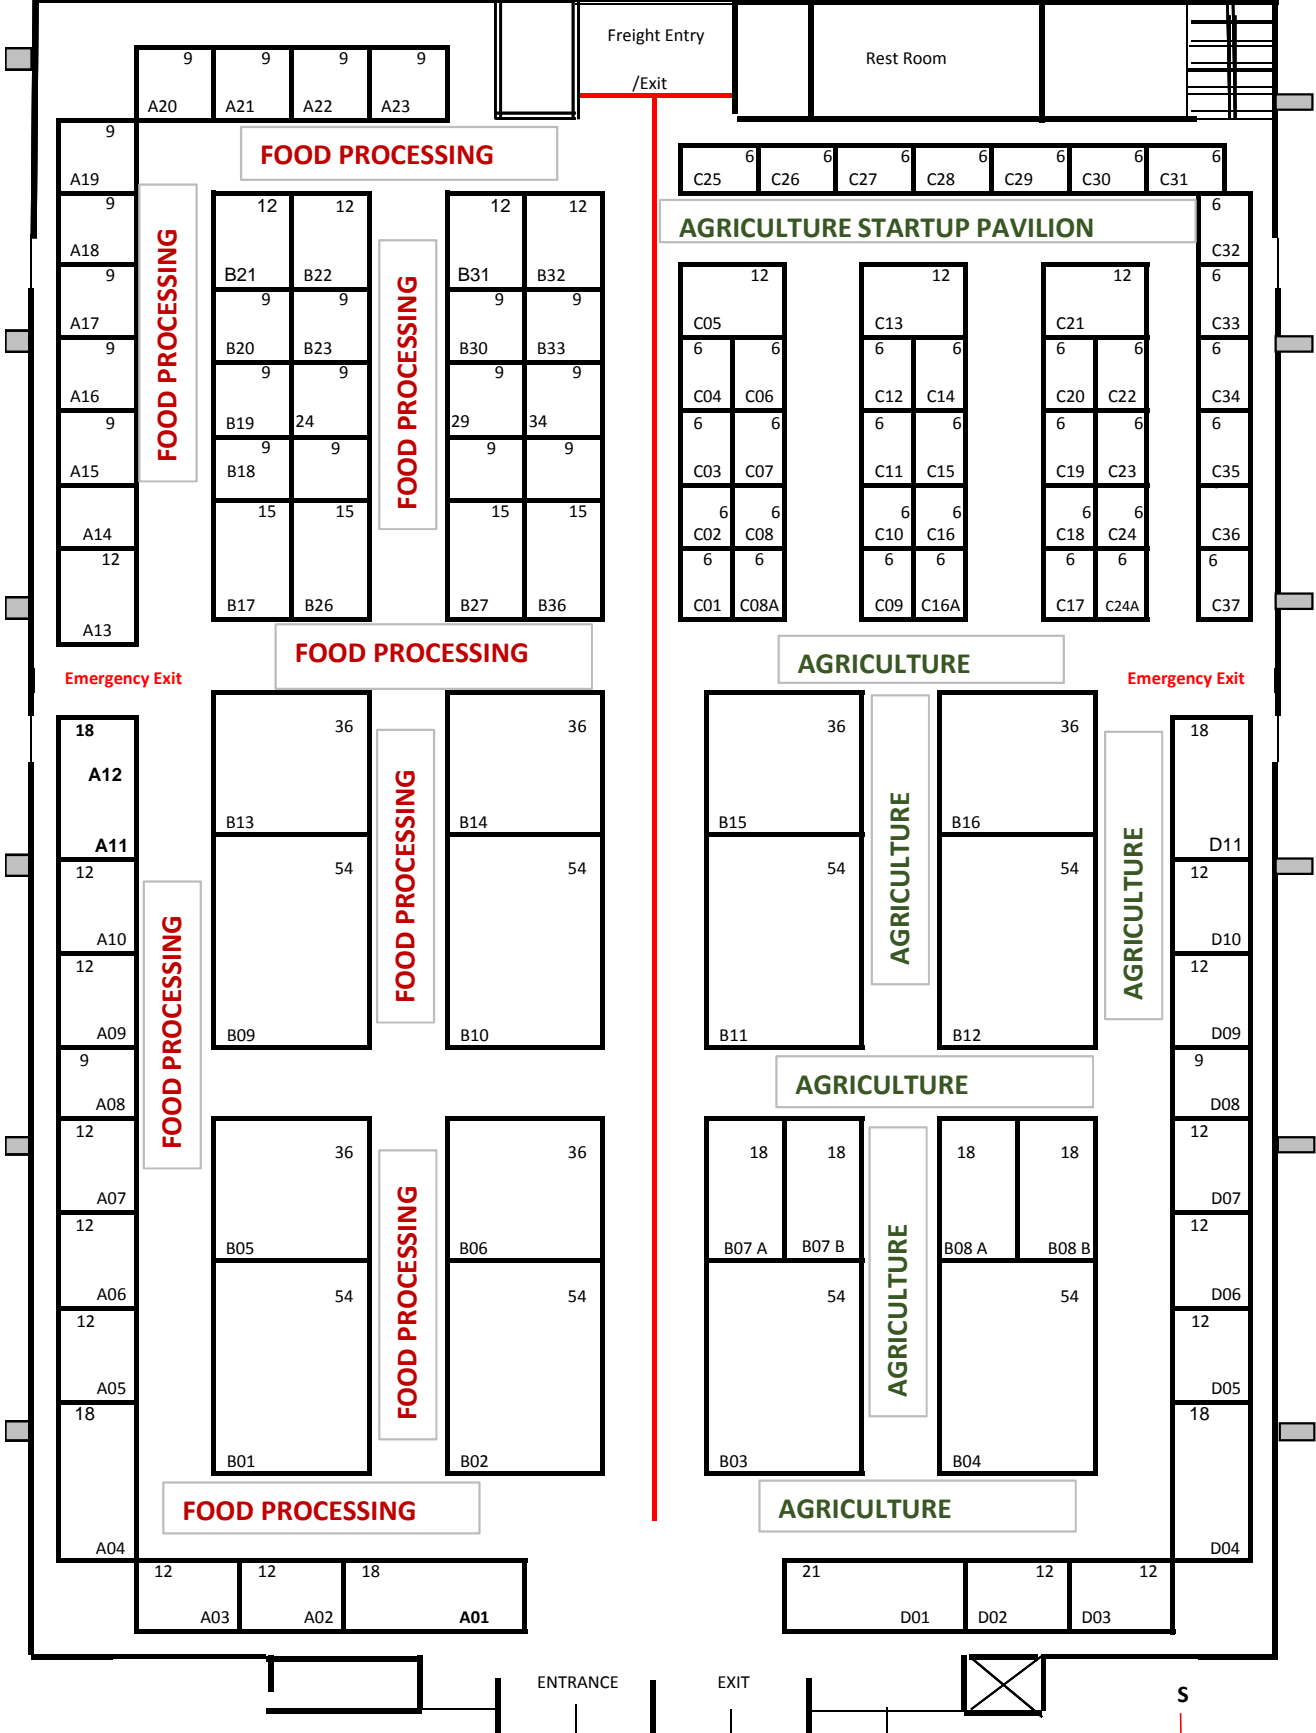 Freight Entry
/Exit
Rest Room
9 9 9 9
A20 A21 A22 A23
FOOD PROCESSING
9
A19
9
A18
9
A17
9
A16
9
A15
A14
12
A13
FOOD PROCESSING
12 12
B21 B22
9 9
B20 B23
9 9
B19 24
9 9
B18
15 15
B17 B26
FOOD PROCESSING
12 12
B31 B32
9 9
B30 B33
9 9
29 34
9 9
15 15
B27 B36
FOOD PROCESSING
6 6 6 6 6 6 6
C25 C26 C27 C28 C29 C30 C31
AGRICULTURE STARTUP PAVILION
12
C05
6 6
C04 C06
6 6
C03 C07
6 6
C02 C08
6 6
C01 C08A
12
C13
6 6
C12 C14
6 6
C11 C15
6 6
C10 C16
6 6
C09 C16A
12
C21
6 6
C20 C22
6 6
C19 C23
6 6
C18 C24
6 6
C17 C24A
6
C32
6
C33
6
C34
6
C35
C36
6
C37
AGRICULTURE
Emergency Exit
Emergency Exit
18
A12
A11
12
A10
12
A09
9
A08
12
A07
12
A06
12
A05
18
A04
FOOD PROCESSING
36
B13
54
B09
FOOD PROCESSING
36
B14
54
B10
36
B15
54
B11
AGRICULTURE
36
B16
54
B12
AGRICULTURE
AGRICULTURE
36
B05
54
B01
FOOD PROCESSING
36
B06
54
B02
18 18
B07 A B07 B
54
B03
AGRICULTURE
18 18
B08 A B08 B
54
B04
18
D11
12
D10
12
D09
9
D08
12
D07
12
D06
12
D05
18
D04
FOOD PROCESSING
AGRICULTURE
12 12 18
A03 A02 A01
21 12 12
D01 D02 D03
ENTRANCE
EXIT
S